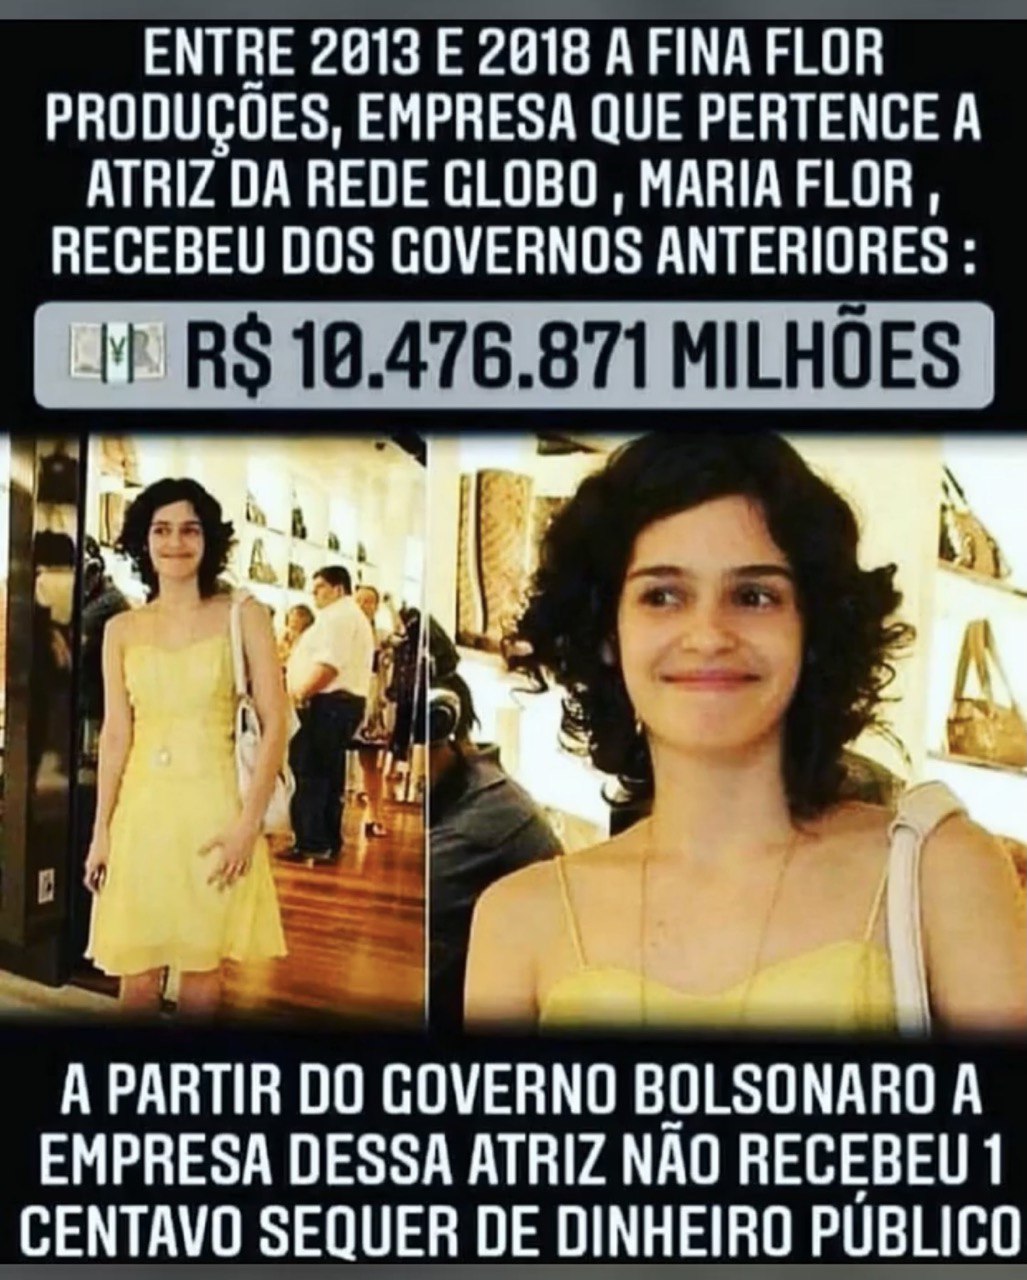 ENTRE 2013 E 2018 A FINA FLOR
PRODUÇÕES, EMPRESA QUE PERTENCE A
ATRIZ DA REDE GLOBO , MARIA FLOR ,
RECEBEU DOS GOVERNOS ANTERIORES :
💴 R$ 10.476.871 MILHÕES
A PARTIR DO GOVERNO BOLSONARO A
EMPRESA DESSA ATRIZ NÃO RECEBEU 1
CENTAVO SEQUER DE DINHEIRO PÚBLICO